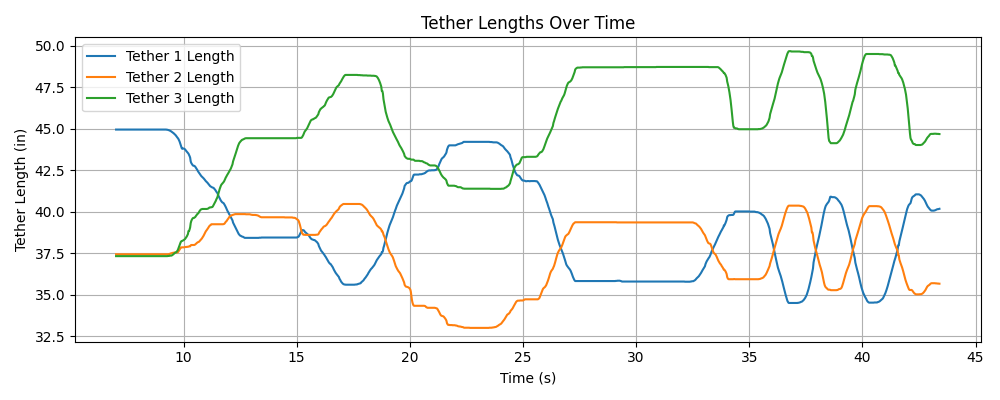 Tether Lengths Over Time
Tether 1 Length
Tether 2 Length
Tether 3 Length
Tether Length (in)
50.0
47.5
45.0
42.5
40.0
37.5
35.0
32.5
10 15 20 25 30 35 40 45
Time (s)